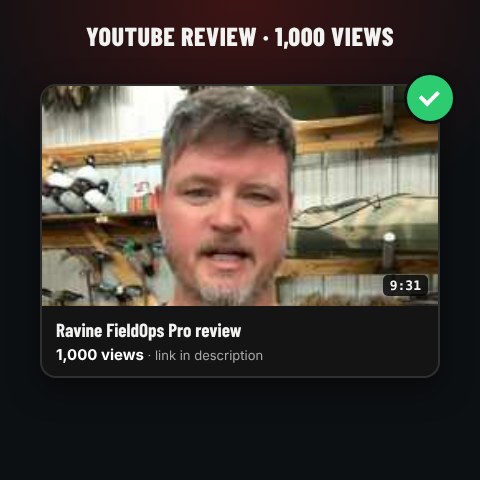 YOUTUBE REVIEW · 1,000 VIEWS
9:31
Ravine FieldOps Pro review
1,000 views · link in description